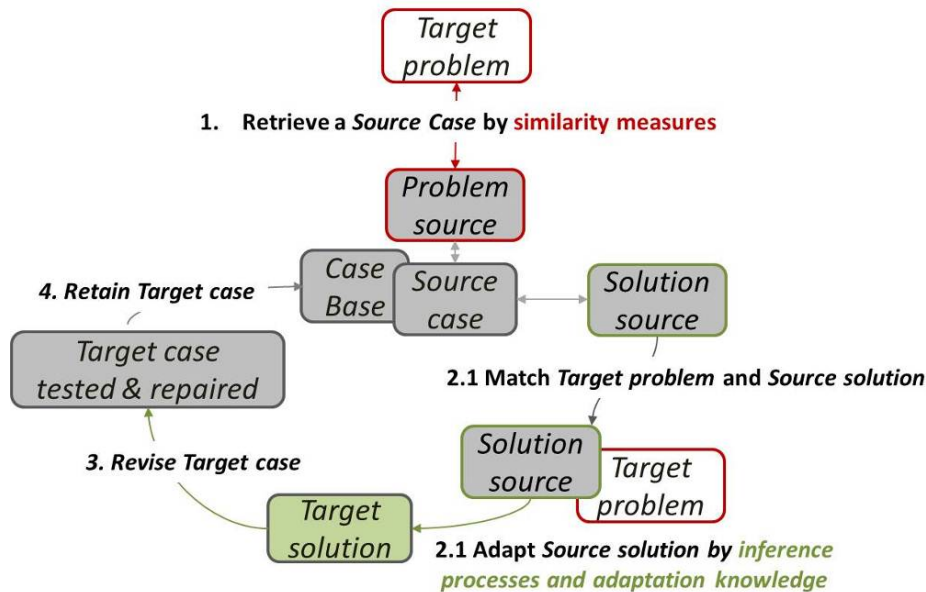 Target
problem
1. Retrieve a Source Case by similarity measures
Problem
source
Case
Base
Source
case
Solution
source
4. Retain Target case
Target case
tested & repaired
2.1 Match Target problem and Source solution
Solution
source
Target
problem
3. Revise Target case
Target
solution
2.1 Adapt Source solution by inference
processes and adaptation knowledge